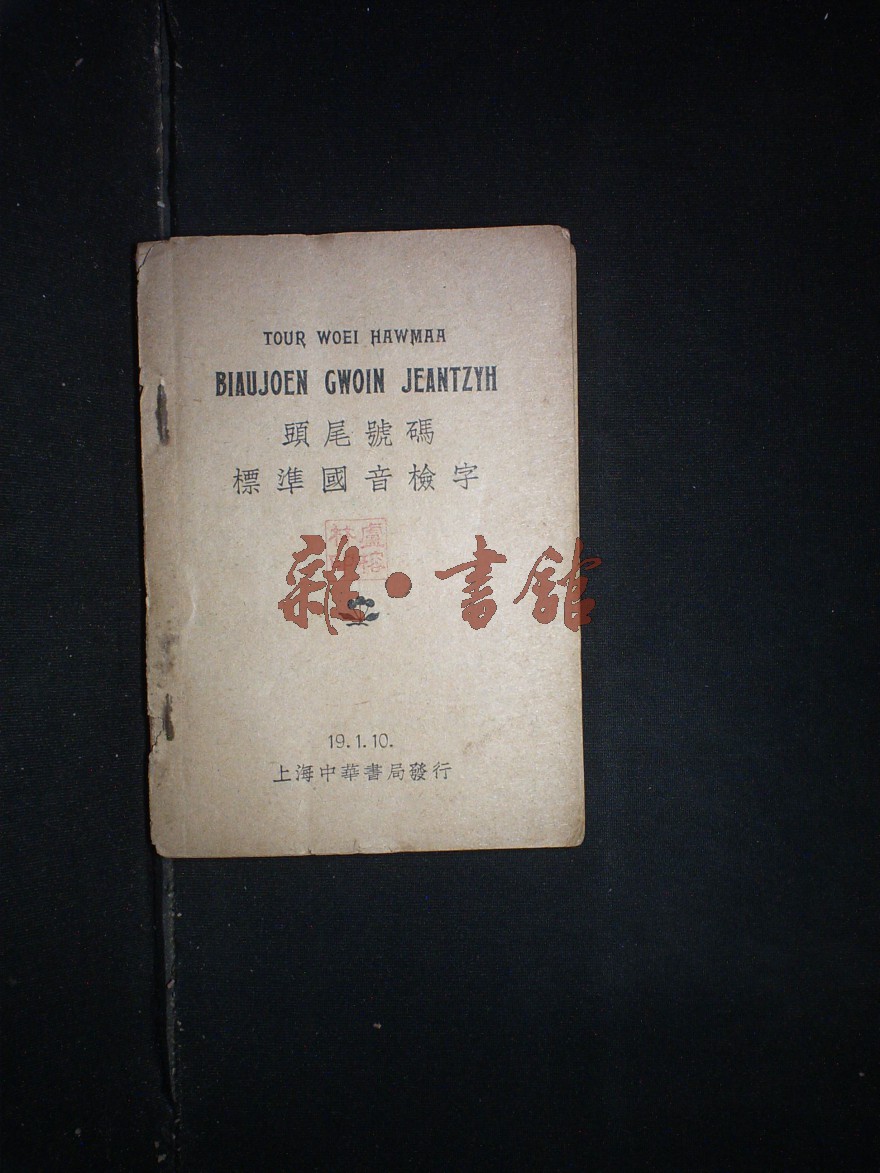 TOUR WOEI HAWMAA
BIAUJOEN GWOIN JEANTZYH
頭尾號碼
標準國音檢字
雜·書館
19.1.10.
上海中華書局發行